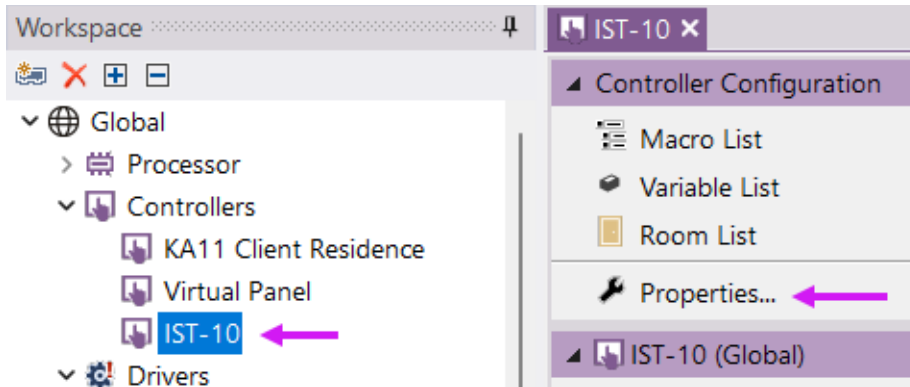 Workspace
Global
Processor
Controllers
KA11 Client Residence
Virtual Panel
IST-10
Drivers
IST-10
Controller Configuration
Macro List
Variable List
Room List
Properties...
IST-10 (Global)